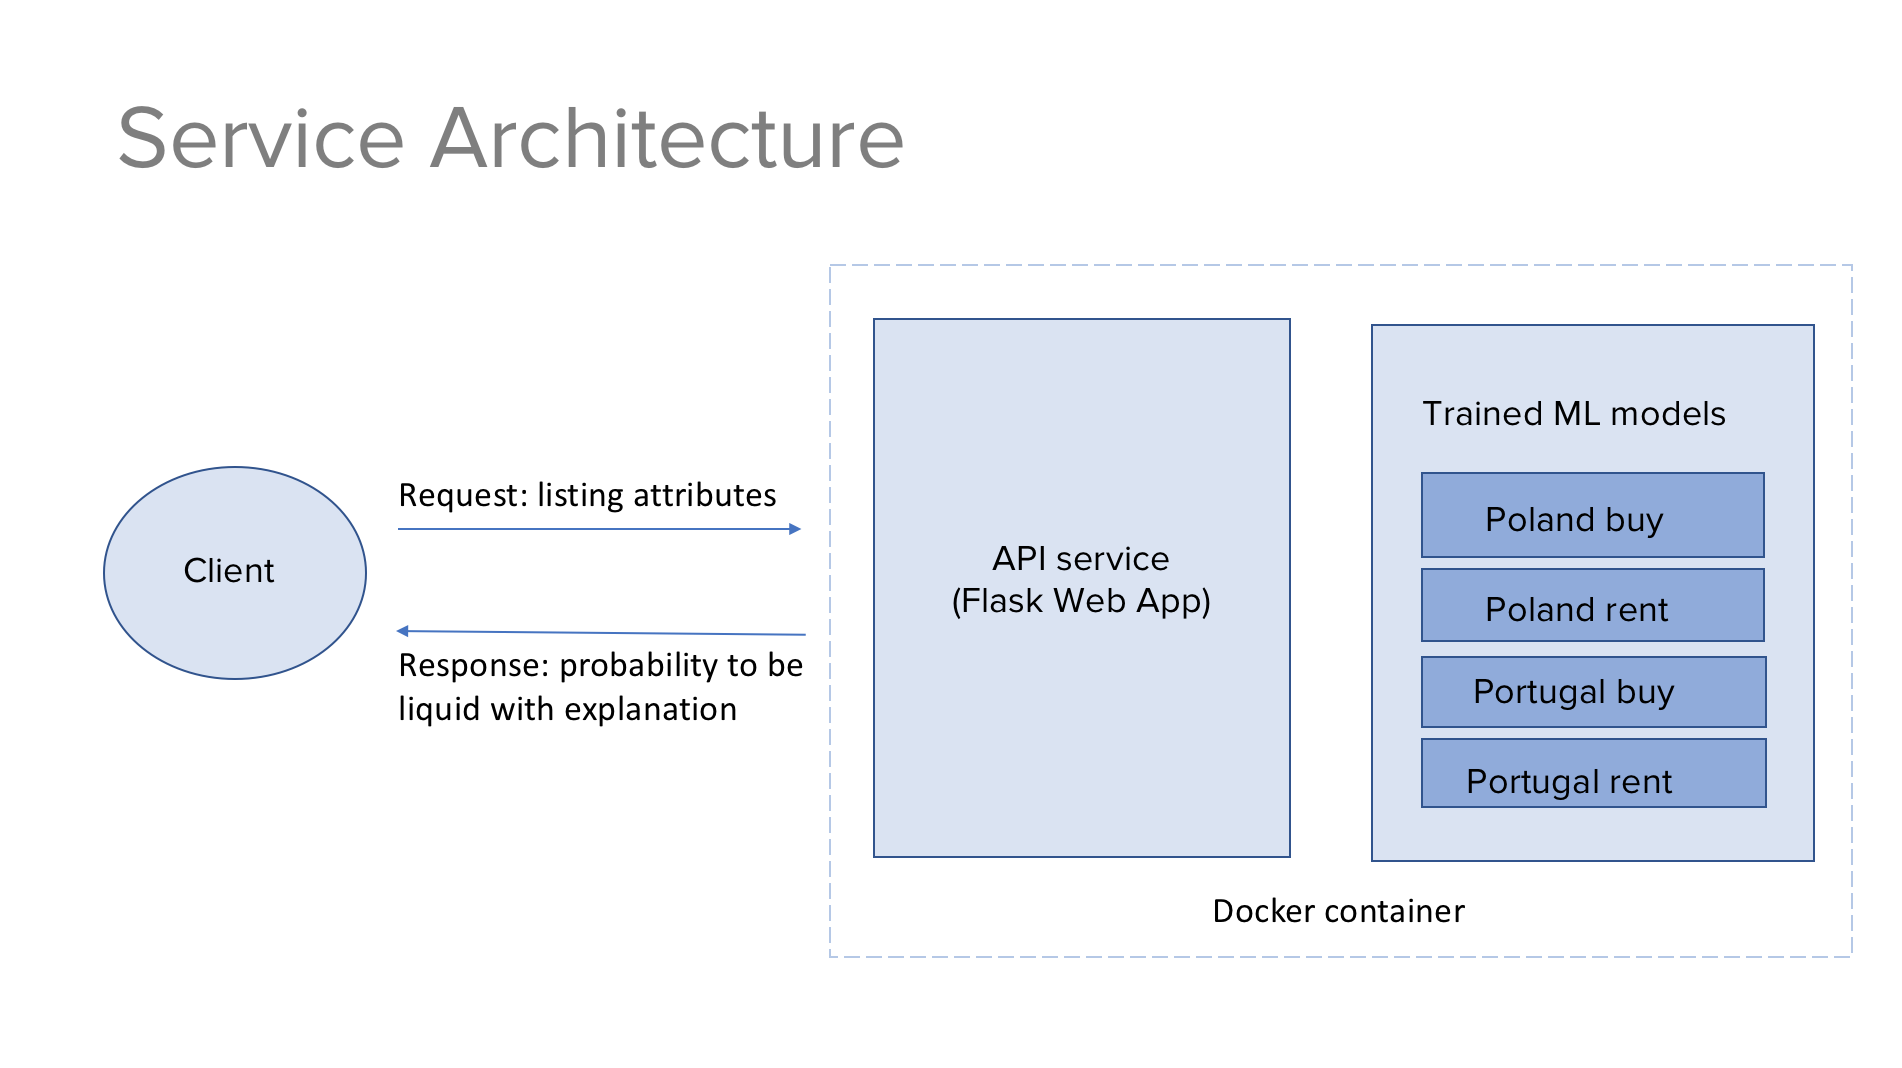 Service Architecture
Client
Request: listing attributes
Response: probability to be
liquid with explanation
API service
(Flask Web App)
Trained ML models
Poland buy
Poland rent
Portugal buy
Portugal rent
Docker container